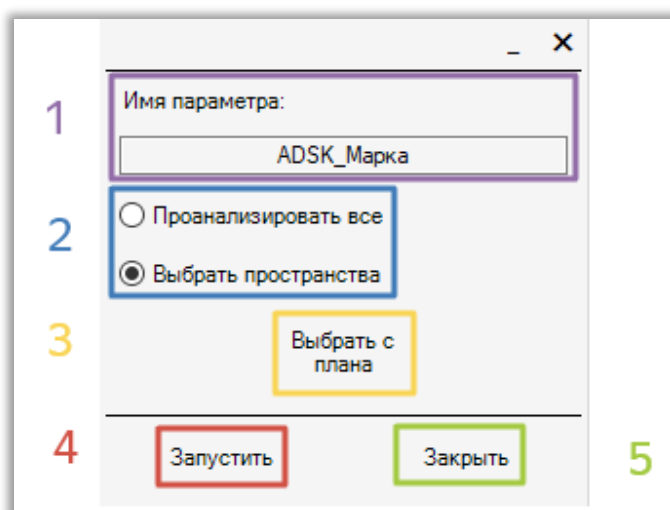 1
Имя параметра:
ADSK_Марка
2
Проанализировать все
Выбрать пространства
3
Выбрать с
плана
4
Запустить
Закрыть
5